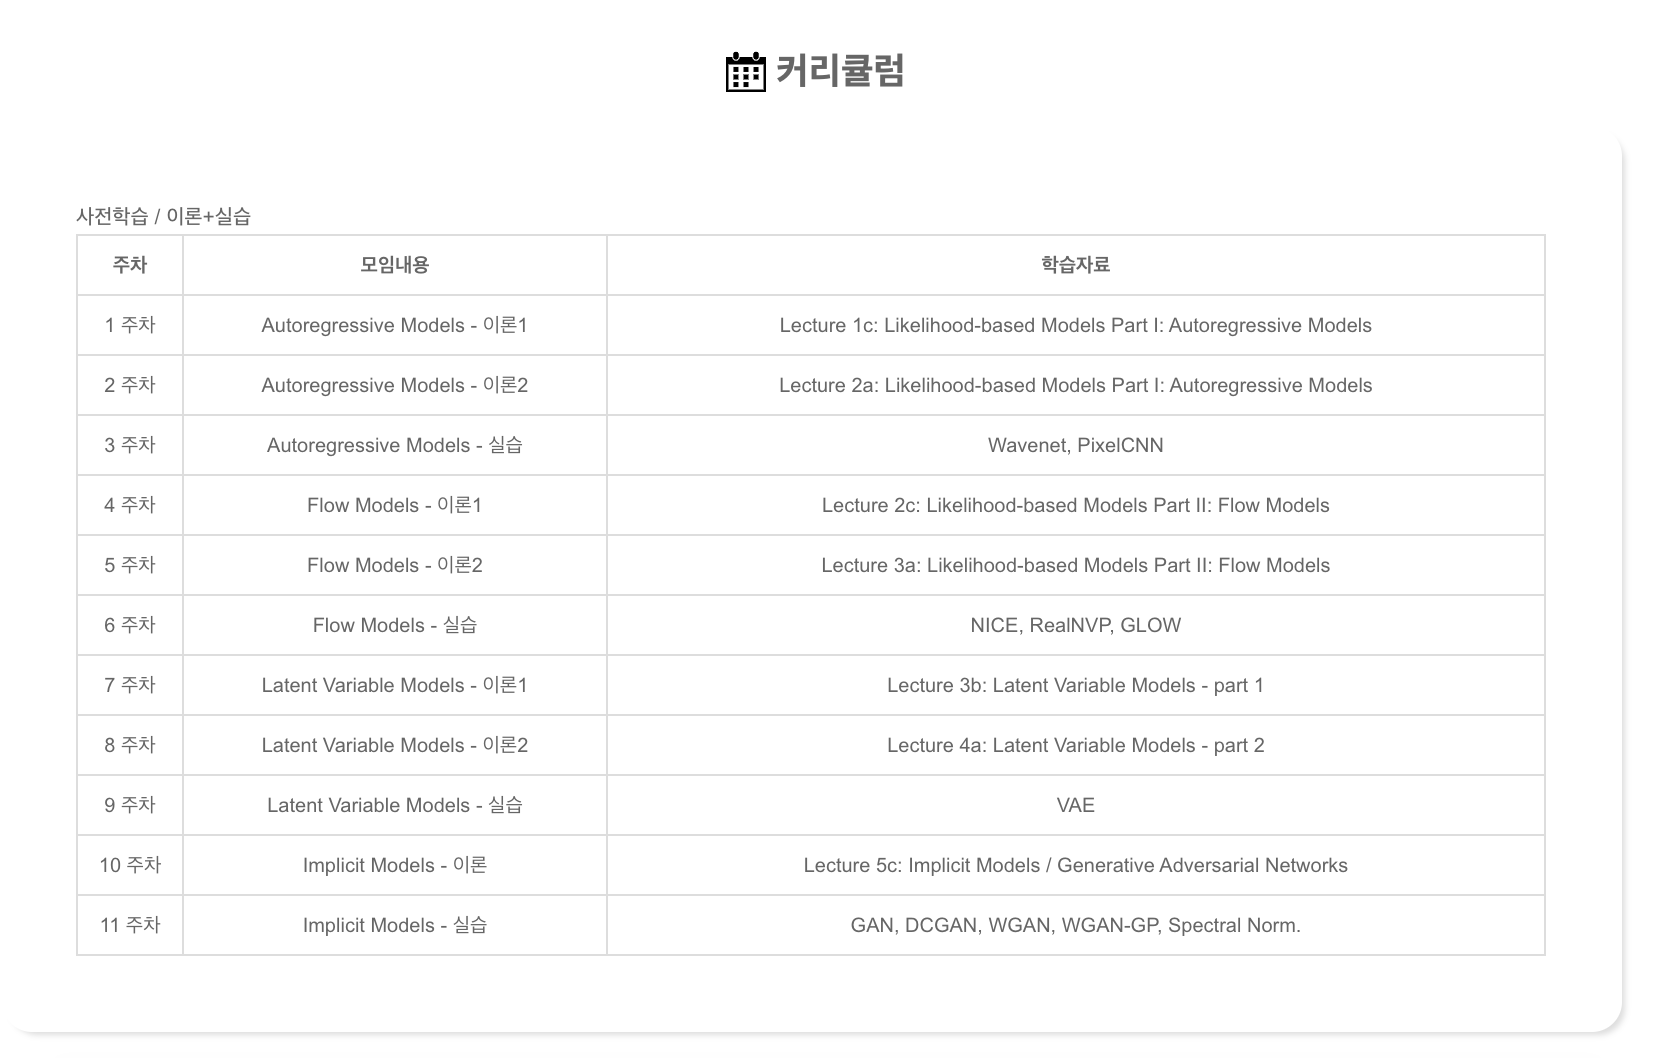 커리큘럼
사전학습 / 이론+실습
주차 모임내용 학습자료
1 주차 Autoregressive Models - 이론1 Lecture 1c: Likelihood-based Models Part I: Autoregressive Models
2 주차 Autoregressive Models - 이론2 Lecture 2a: Likelihood-based Models Part I: Autoregressive Models
3 주차 Autoregressive Models - 실습 Wavenet, PixelCNN
4 주차 Flow Models - 이론1 Lecture 2c: Likelihood-based Models Part II: Flow Models
5 주차 Flow Models - 이론2 Lecture 3a: Likelihood-based Models Part II: Flow Models
6 주차 Flow Models - 실습 NICE, RealNVP, GLOW
7 주차 Latent Variable Models - 이론1 Lecture 3b: Latent Variable Models - part 1
8 주차 Latent Variable Models - 이론2 Lecture 4a: Latent Variable Models - part 2
9 주차 Latent Variable Models - 실습 VAE
10 주차 Implicit Models - 이론 Lecture 5c: Implicit Models / Generative Adversarial Networks
11 주차 Implicit Models - 실습 GAN, DCGAN, WGAN, WGAN-GP, Spectral Norm.